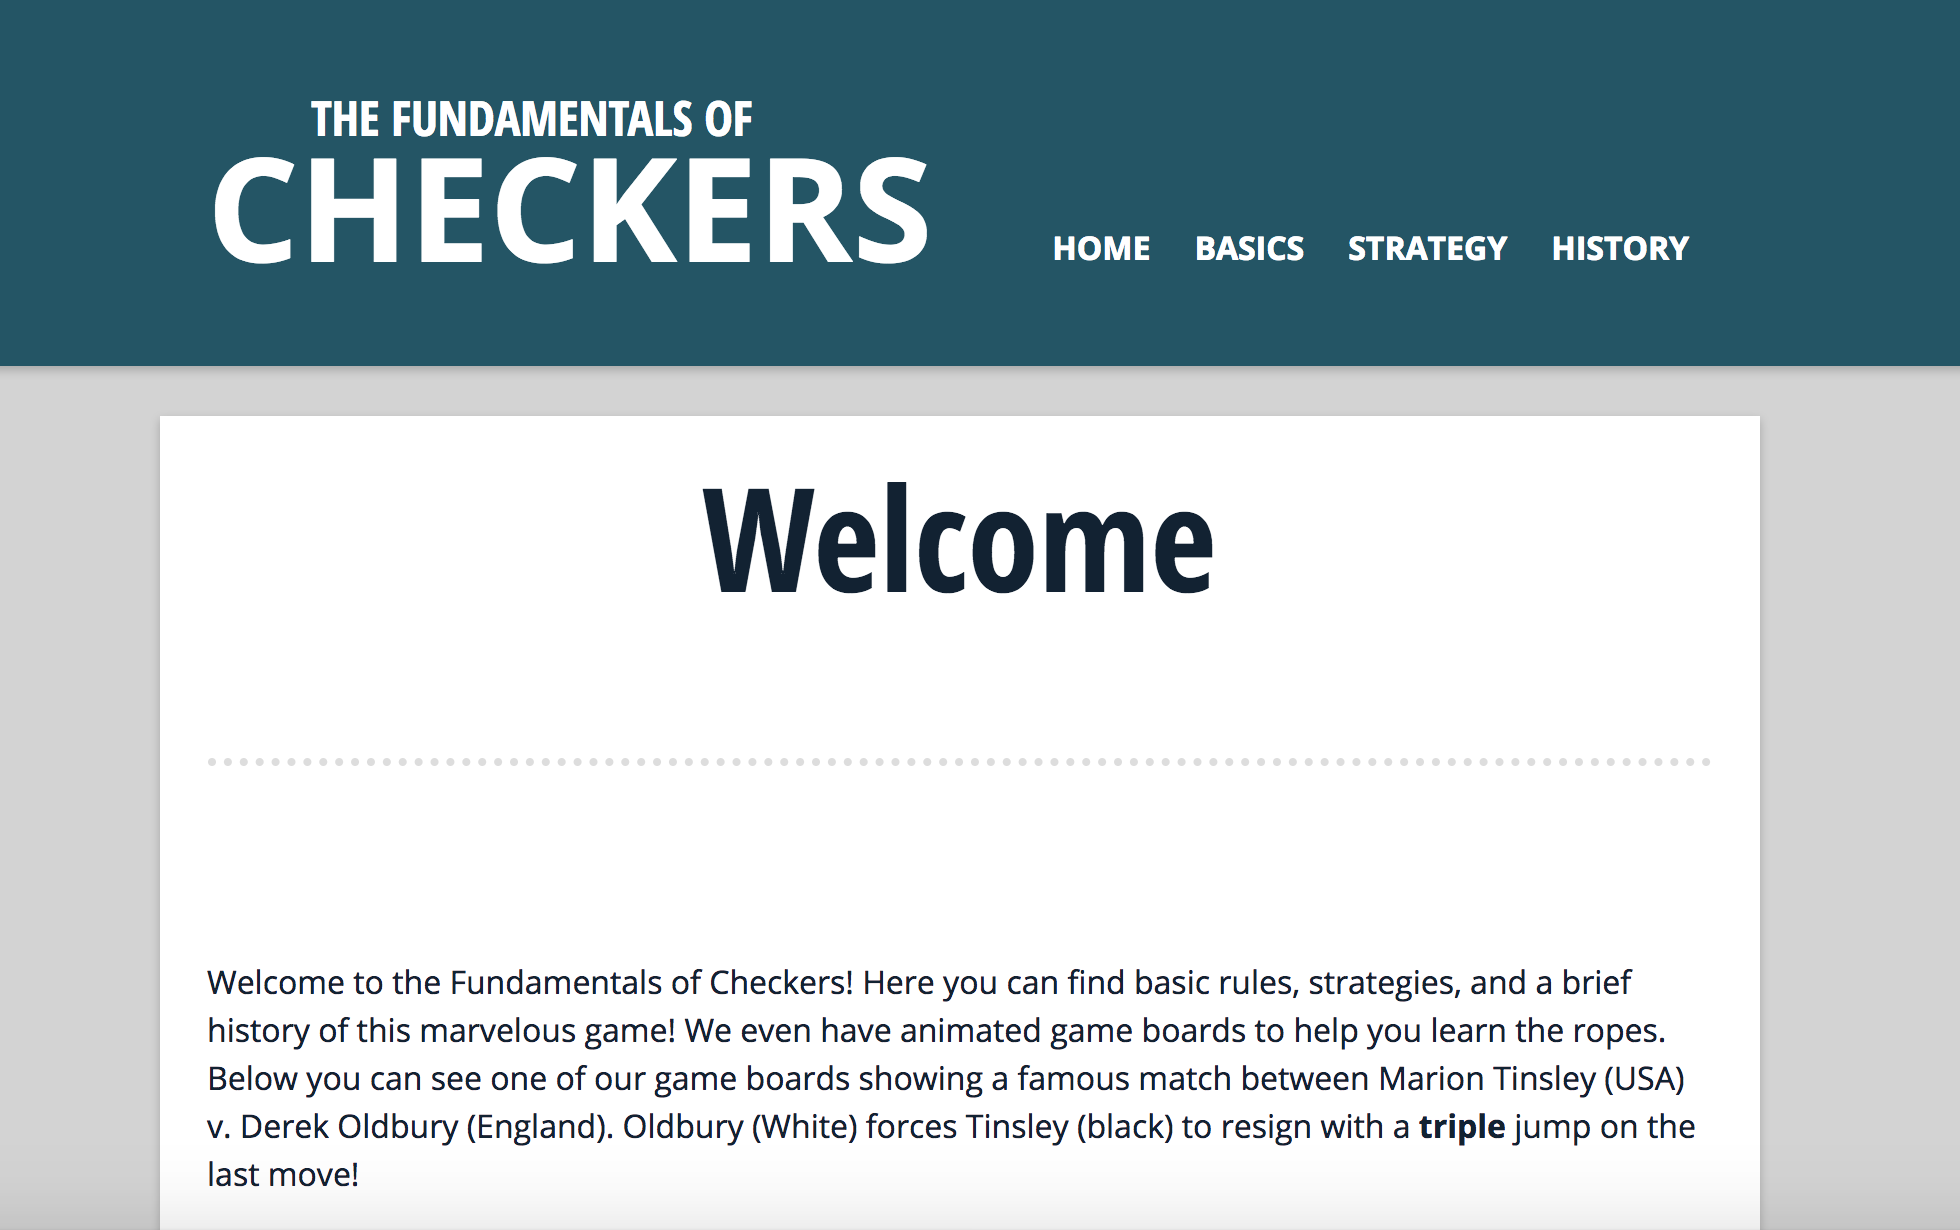 THE FUNDAMENTALS OF
CHECKERS
HOME BASICS STRATEGY HISTORY
Welcome
Welcome to the Fundamentals of Checkers! Here you can find basic rules, strategies, and a brief
history of this marvelous game! We even have animated game boards to help you learn the ropes.
Below you can see one of our game boards showing a famous match between Marion Tinsley (USA)
v. Derek Oldbury (England). Oldbury (White) forces Tinsley (black) to resign with a triple jump on the
last move!